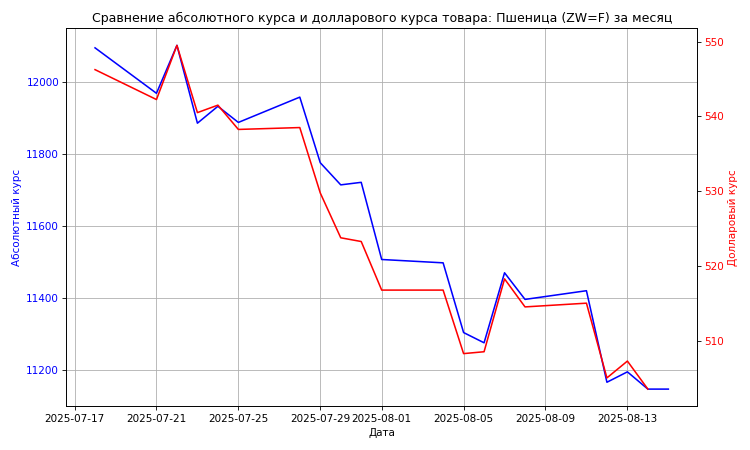 Сравнение абсолютного курса и долларового курса товара: Пшеница (ZW=F) за месяц
Абсолютный курс
12000
11800
11600
11400
11200
550
540
530
520
510
Долларовый курс
2025-07-17 2025-07-21 2025-07-25 2025-07-29 2025-08-01 2025-08-05 2025-08-09 2025-08-13
Дата